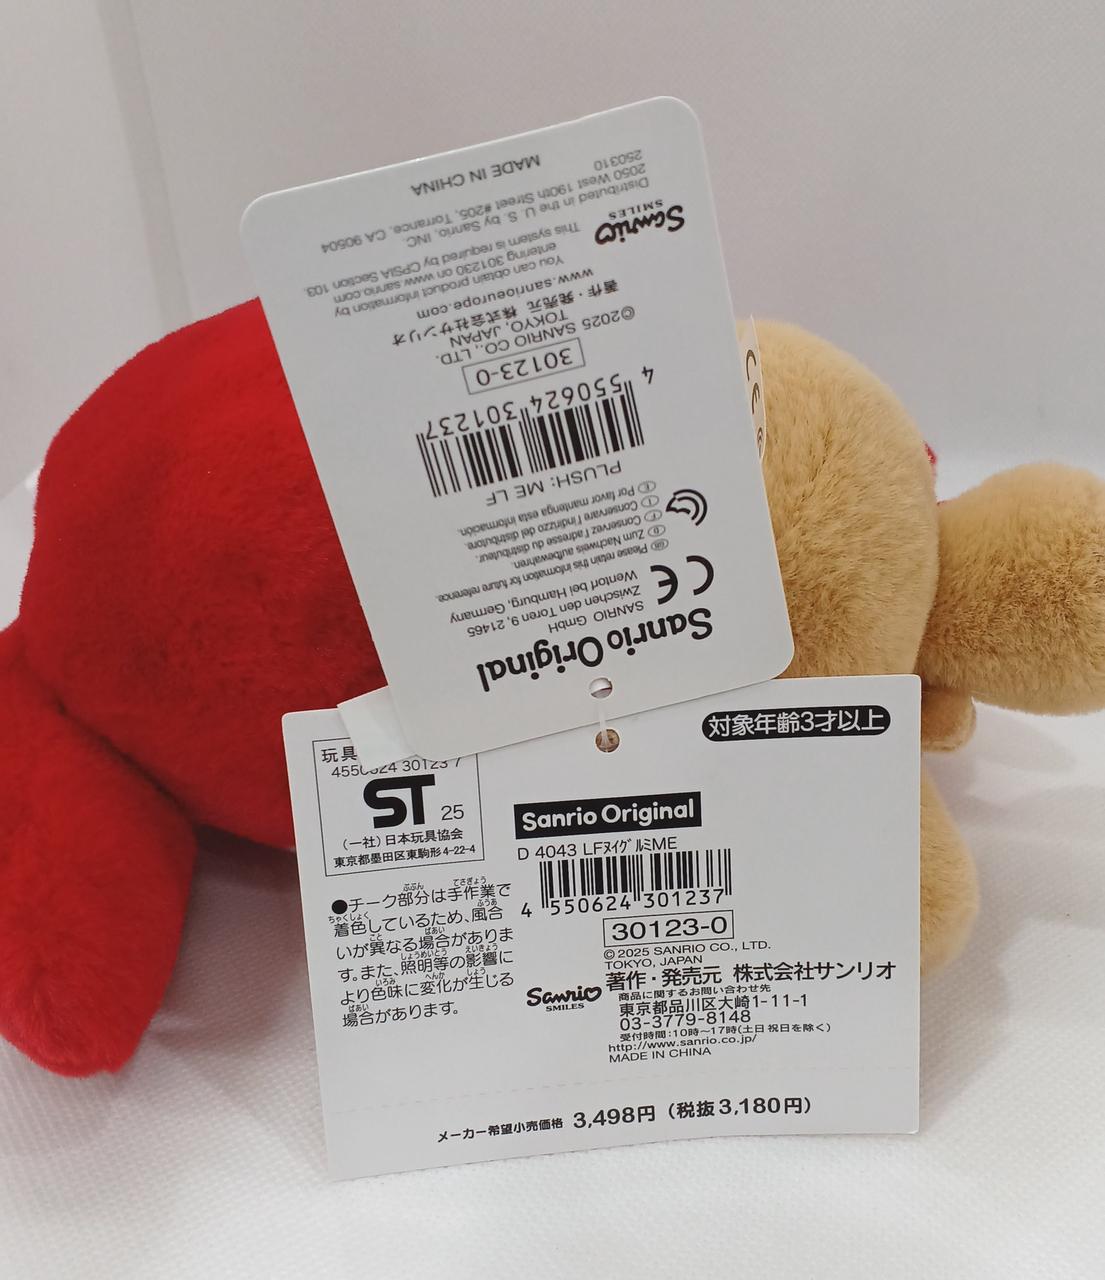 Sanrio Original
SANRIO GmbH
Zwischen den Toren 9, 21465
Wentorf bei Hamburg, Germany
CE
Please retain this information for future reference.
Zum Nachweis aufbewahren.
Conservez l'adresse du distributeur.
Conservare l'indirizzo del distributore.
Por favor mantenga esta información.
PLUSH: ME LF
4 550624 301237
30123-0
©2025 SANRIO CO., LTD.
TOKYO, JAPAN
著作・発売元 株式会社サンリオ
www.sanrioeurope.com
You can obtain product information by
entering 301230 on www.sanrio.com
This system is required by CPSIA Section 103.
Sanrio
SMILES
Distributed in the U. S. by Sanrio, INC.
2050 West 190th Street #205, Torrance, CA 90504
250310
MADE IN CHINA
CE
対象年齢3才以上
玩具
4550624 301237
ST 25
(一社)日本玩具協会
東京都墨田区東駒形4-22-4
●チーク部分は手作業で
着色しているため、風合
いが異なる場合がありま
す。また、照明等の影響に
より色味に変化が生じる
場合があります。
Sanrio Original
D 4043 LFヌイグルミME
4 550624 301237
30123-0
©2025 SANRIO CO., LTD.
TOKYO, JAPAN
著作・発売元 株式会社サンリオ
Sanrio
SMILES
商品に関するお問い合わせ先
東京都品川区大崎1-11-1
03-3779-8148
受付時間:10時〜17時(土日祝日を除く)
http://www.sanrio.co.jp/
MADE IN CHINA
メーカー希望小売価格 3,498円(税抜3,180円)